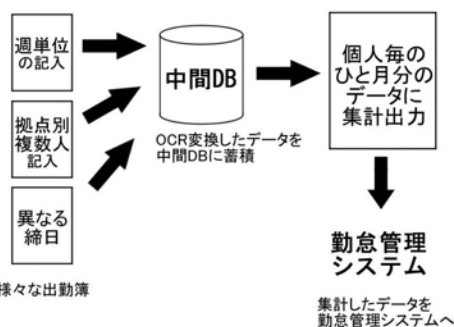 週単位
の記入
拠点別
複数人
記入
異なる
締日
様々な出勤簿
中間DB
OCR変換したデータを
中間DBに蓄積
個人毎の
ひと月分の
データに
集計出力
勤怠管理
システム
集計したデータを
勤怠管理システムへ